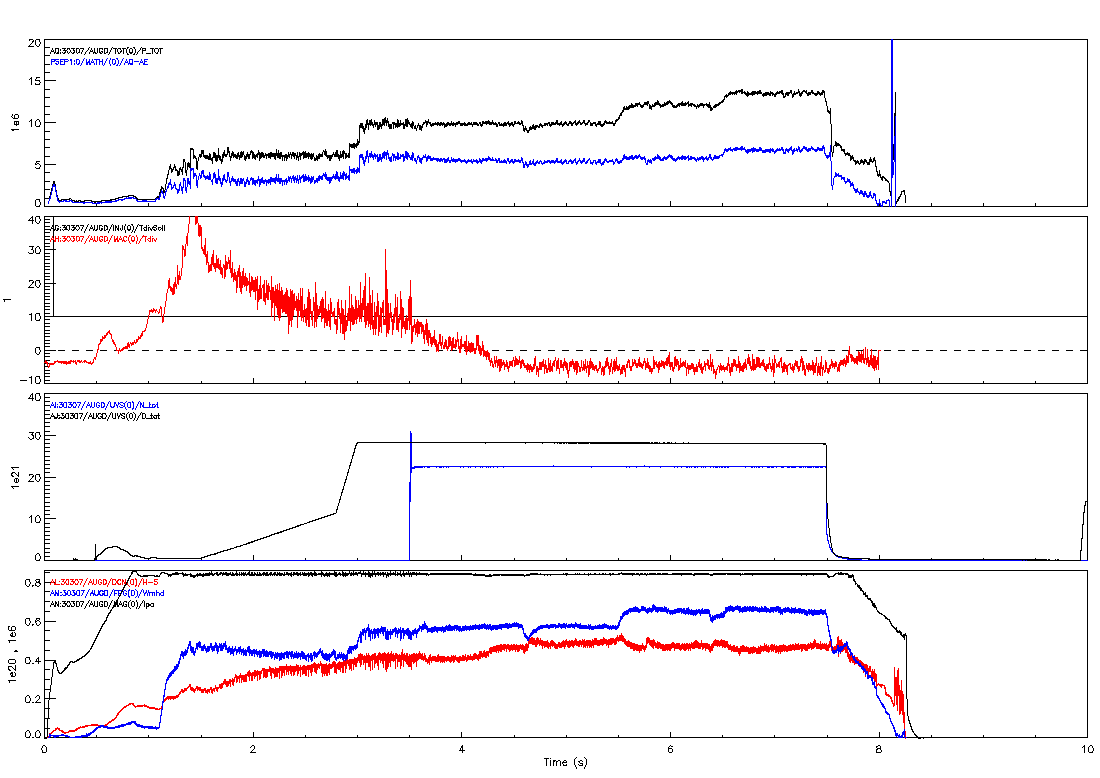 20
AQ:30307/AUGD/TOT(0)/P_TOT
PSEP1:0/MATH/(0)/AQ-AE
15
1e6
10
5
0
40
AG:30307/AUGD/INJ(0)/TdivSoll
AH:30307/AUGD/MAC(0)/Tdiv
30
20
1
10
0
-10
40
AI:30307/AUGD/UVS(0)/N_tot
AJ:30307/AUGD/UVS(0)/D_tot
30
1e21
20
10
0
0.8
AL:30307/AUGD/DCN(0)/H-5
AM:30307/AUGD/FPG(0)/Wmhd
AN:30307/AUGD/MAG(0)/Ipa
0.6
1e20 , 1e6
0.4
0.2
0.0
0 2 4 6 8 10
Time (s)